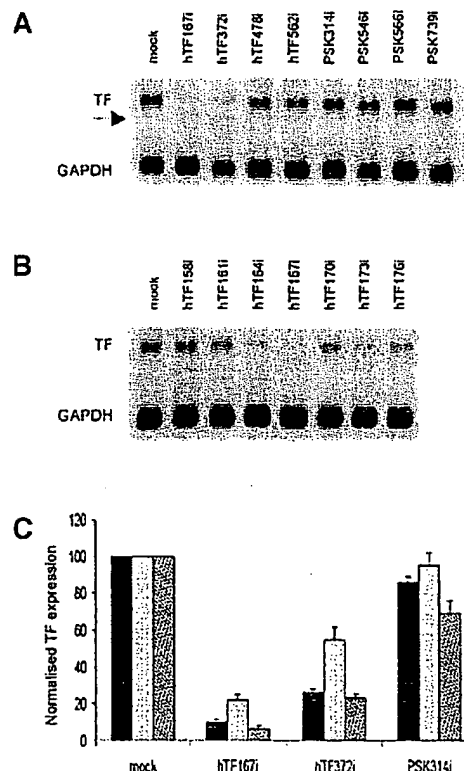 A
mock hTF167i hTF372i hTF478i hTF562i PSK314i PSK546i PSK566i PSK739i
TF
GAPDH
B
mock hTF158i hTF161i hTF164i hTF167i hTF170i hTF173i hTF176i
TF
GAPDH
C
Normalised TF expression
120
100
80
60
40
20
0
mock hTF167i hTF372i PSK314i